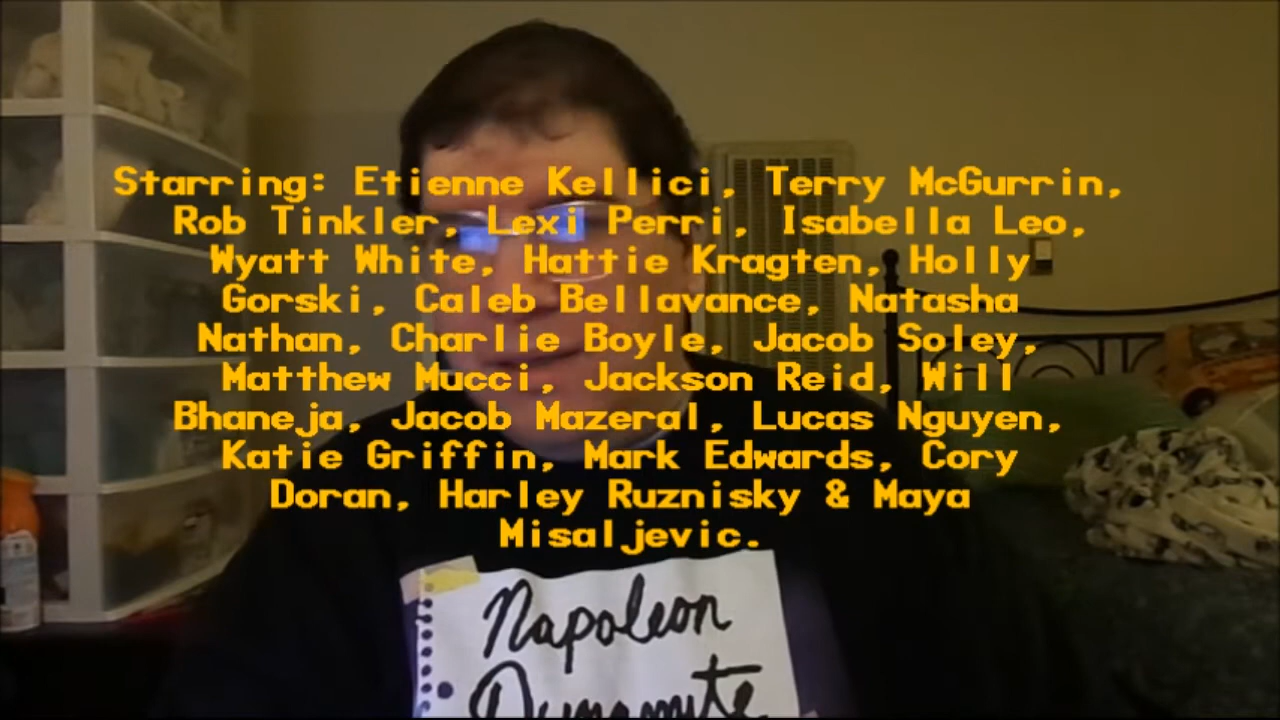 Starring: Etienne Kellici, Terry McGurrin,
Rob Tinkler, Lexi Perri, Isabella Leo,
Wyatt White, Hattie Kragten, Holly
Gorski, Caleb Bellavance, Natasha
Nathan, Charlie Boyle, Jacob Soley,
Matthew Mucci, Jackson Reid, Will
Bhaneja, Jacob Mazeral, Lucas Nguyen,
Katie Griffin, Mark Edwards, Cory
Doran, Harley Ruznisky & Maya
Misaljevic.
Napoleon
Dynamite